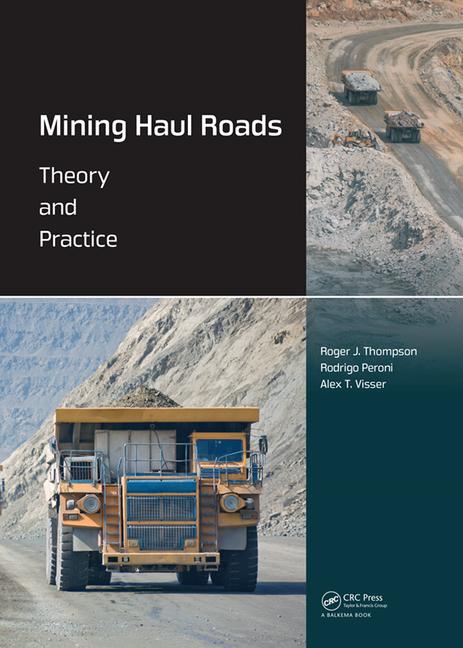 Mining Haul Roads
Theory
and
Practice
Roger J. Thompson
Rodrigo Peroni
Alex T. Visser
CRC
CRC Press
Taylor & Francis Group
A BALKEMA BOOK